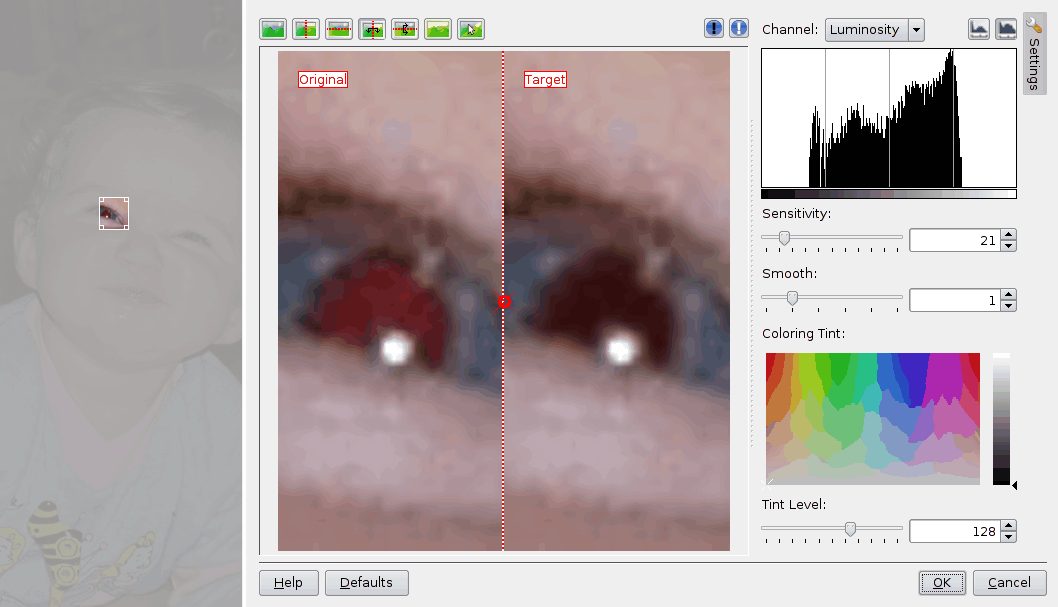 Original
Target
Channel:
Luminosity
Settings
Sensitivity:
21
Smooth:
1
Coloring Tint:
Tint Level:
128
Help
Defaults
OK
Cancel